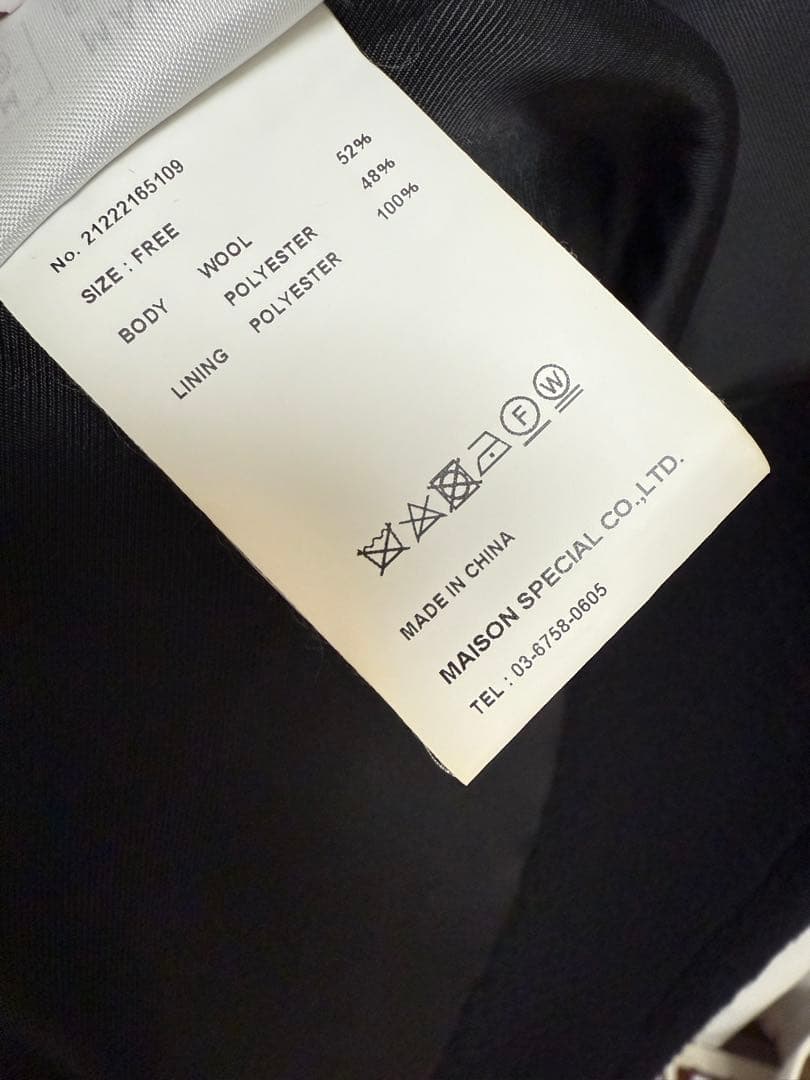 No. 21222165109
SIZE : FREE
BODY WOOL 52%
POLYESTER 48%
LINING POLYESTER 100%
F W
MADE IN CHINA
MAISON SPECIAL CO.,LTD.
TEL : 03-6758-0605